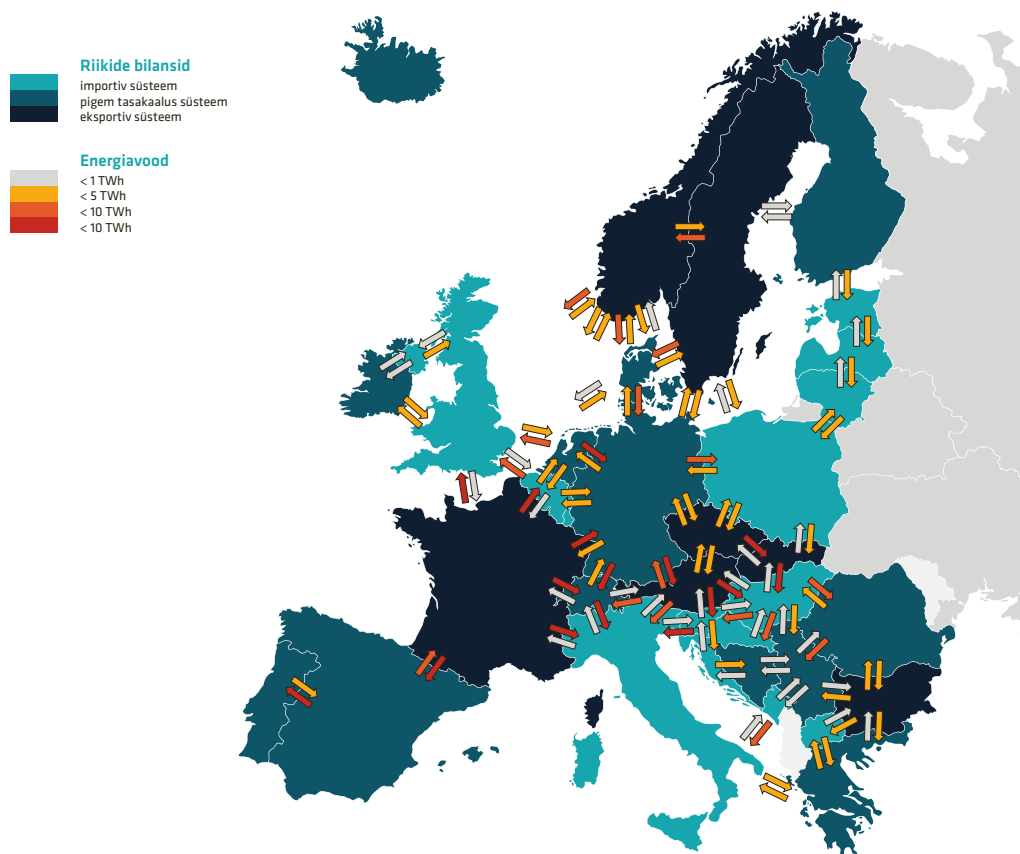 Riikide bilansid
importiv süsteem
pigem tasakaalus süsteem
eksportiv süsteem
Energiavood
< 1 TWh
< 5 TWh
< 10 TWh
< 10 TWh